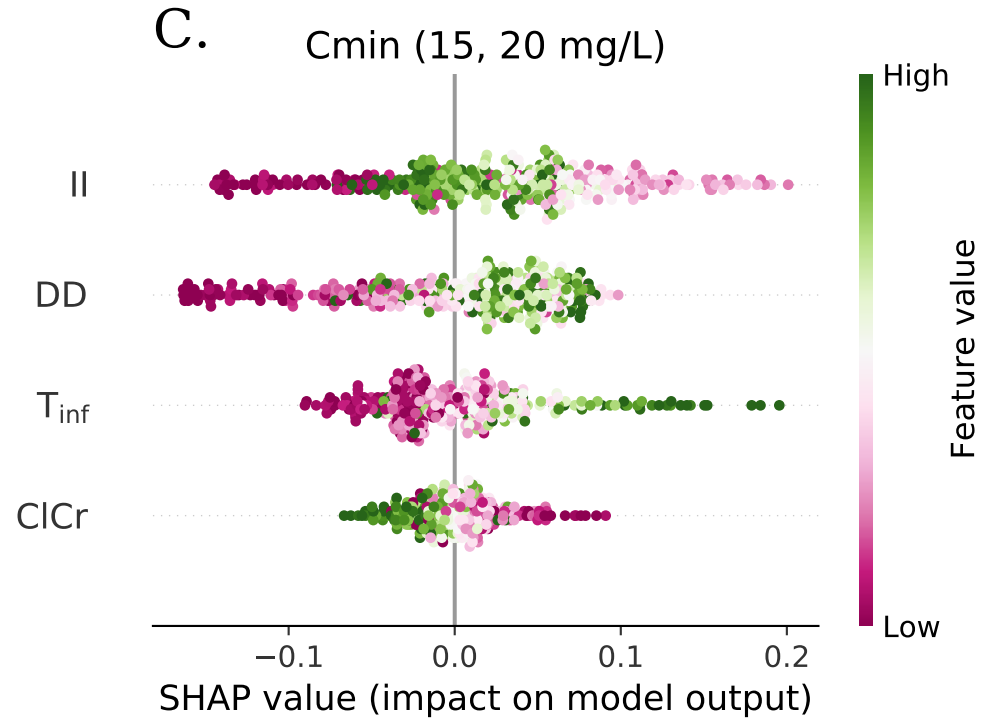 C.
Cmin (15, 20 mg/L)
High
II
DD
Tinf
ClCr
Feature value
Low
−0.1 0.0 0.1 0.2
SHAP value (impact on model output)